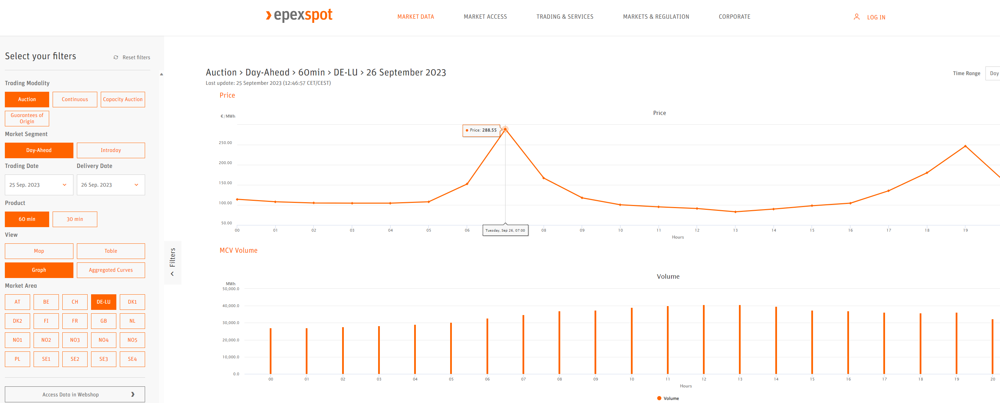 epexspot
MARKET DATA
MARKET ACCESS
TRADING & SERVICES
MARKETS & REGULATION
CORPORATE
LOG IN
Select your filters
Reset filters
Trading Modality
Auction
Continuous
Capacity Auction
Guarantees of
Origin
Market Segment
Day-Ahead
Intraday
Trading Date
Delivery Date
25 Sep. 2023
26 Sep. 2023
Product
60 min
30 min
View
Map
Table
Graph
Aggregated Curves
Market Area
AT
BE
CH
DE-LU
DK1
DK2
FI
FR
GB
NL
NO1
NO2
NO3
NO4
NO5
PL
SE1
SE2
SE3
SE4
Access Data in Webshop
Filters
Auction > Day-Ahead > 60min > DE-LU > 26 September 2023
Last update: 25 September 2023 (12:46:57 CET/CEST)
Time Range
Day
Price
Price
€/MWh
Price: 288.55
250.00
200.00
150.00
100.00
50.00
00 01 02 03 04 05 06 08 09 10 11 12 13 14 15 16 17 18 19
Tuesday, Sep 26, 07:00
Hours
MCV Volume
Volume
MWh
50,000.0
40,000.0
30,000.0
20,000.0
10,000.0
0.0
00 01 02 03 04 05 06 07 08 09 10 11 12 13 14 15 16 17 18 19 20
Hours
Volume